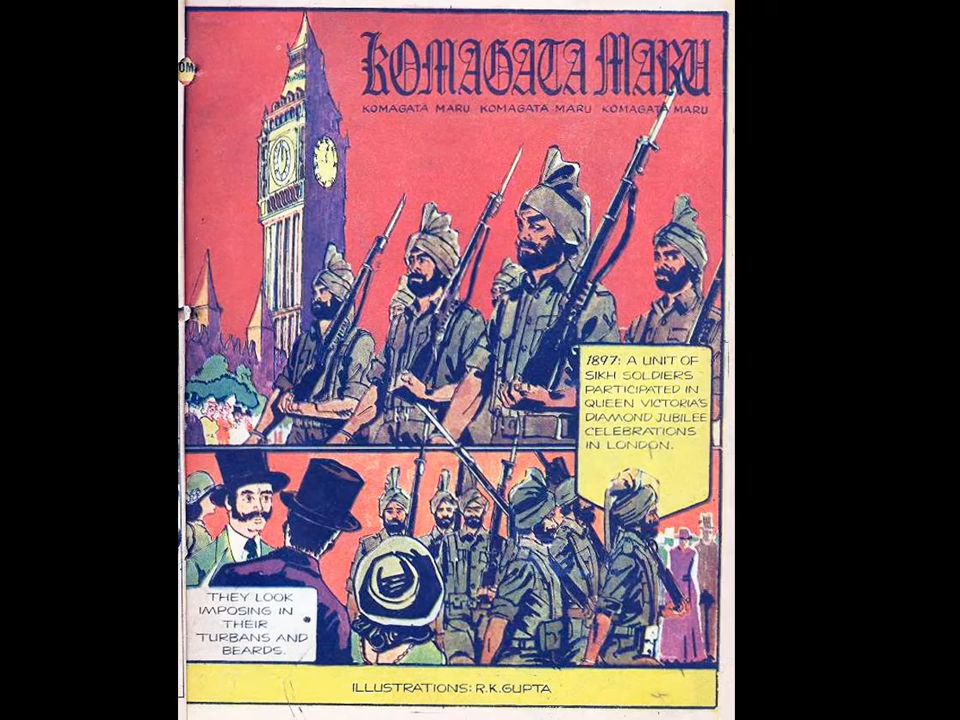 KOMAGATA MARU
KOMAGATA MARU KOMAGATA MARU KOMAGATA MARU
1897: A UNIT OF
SIKH SOLDIERS
PARTICIPATED IN
QUEEN VICTORIA'S
DIAMOND JUBILEE
CELEBRATIONS
IN LONDON.
THEY LOOK
IMPOSING IN
THEIR
TURBANS AND
BEARDS.
ILLUSTRATIONS: R.K.GUPTA